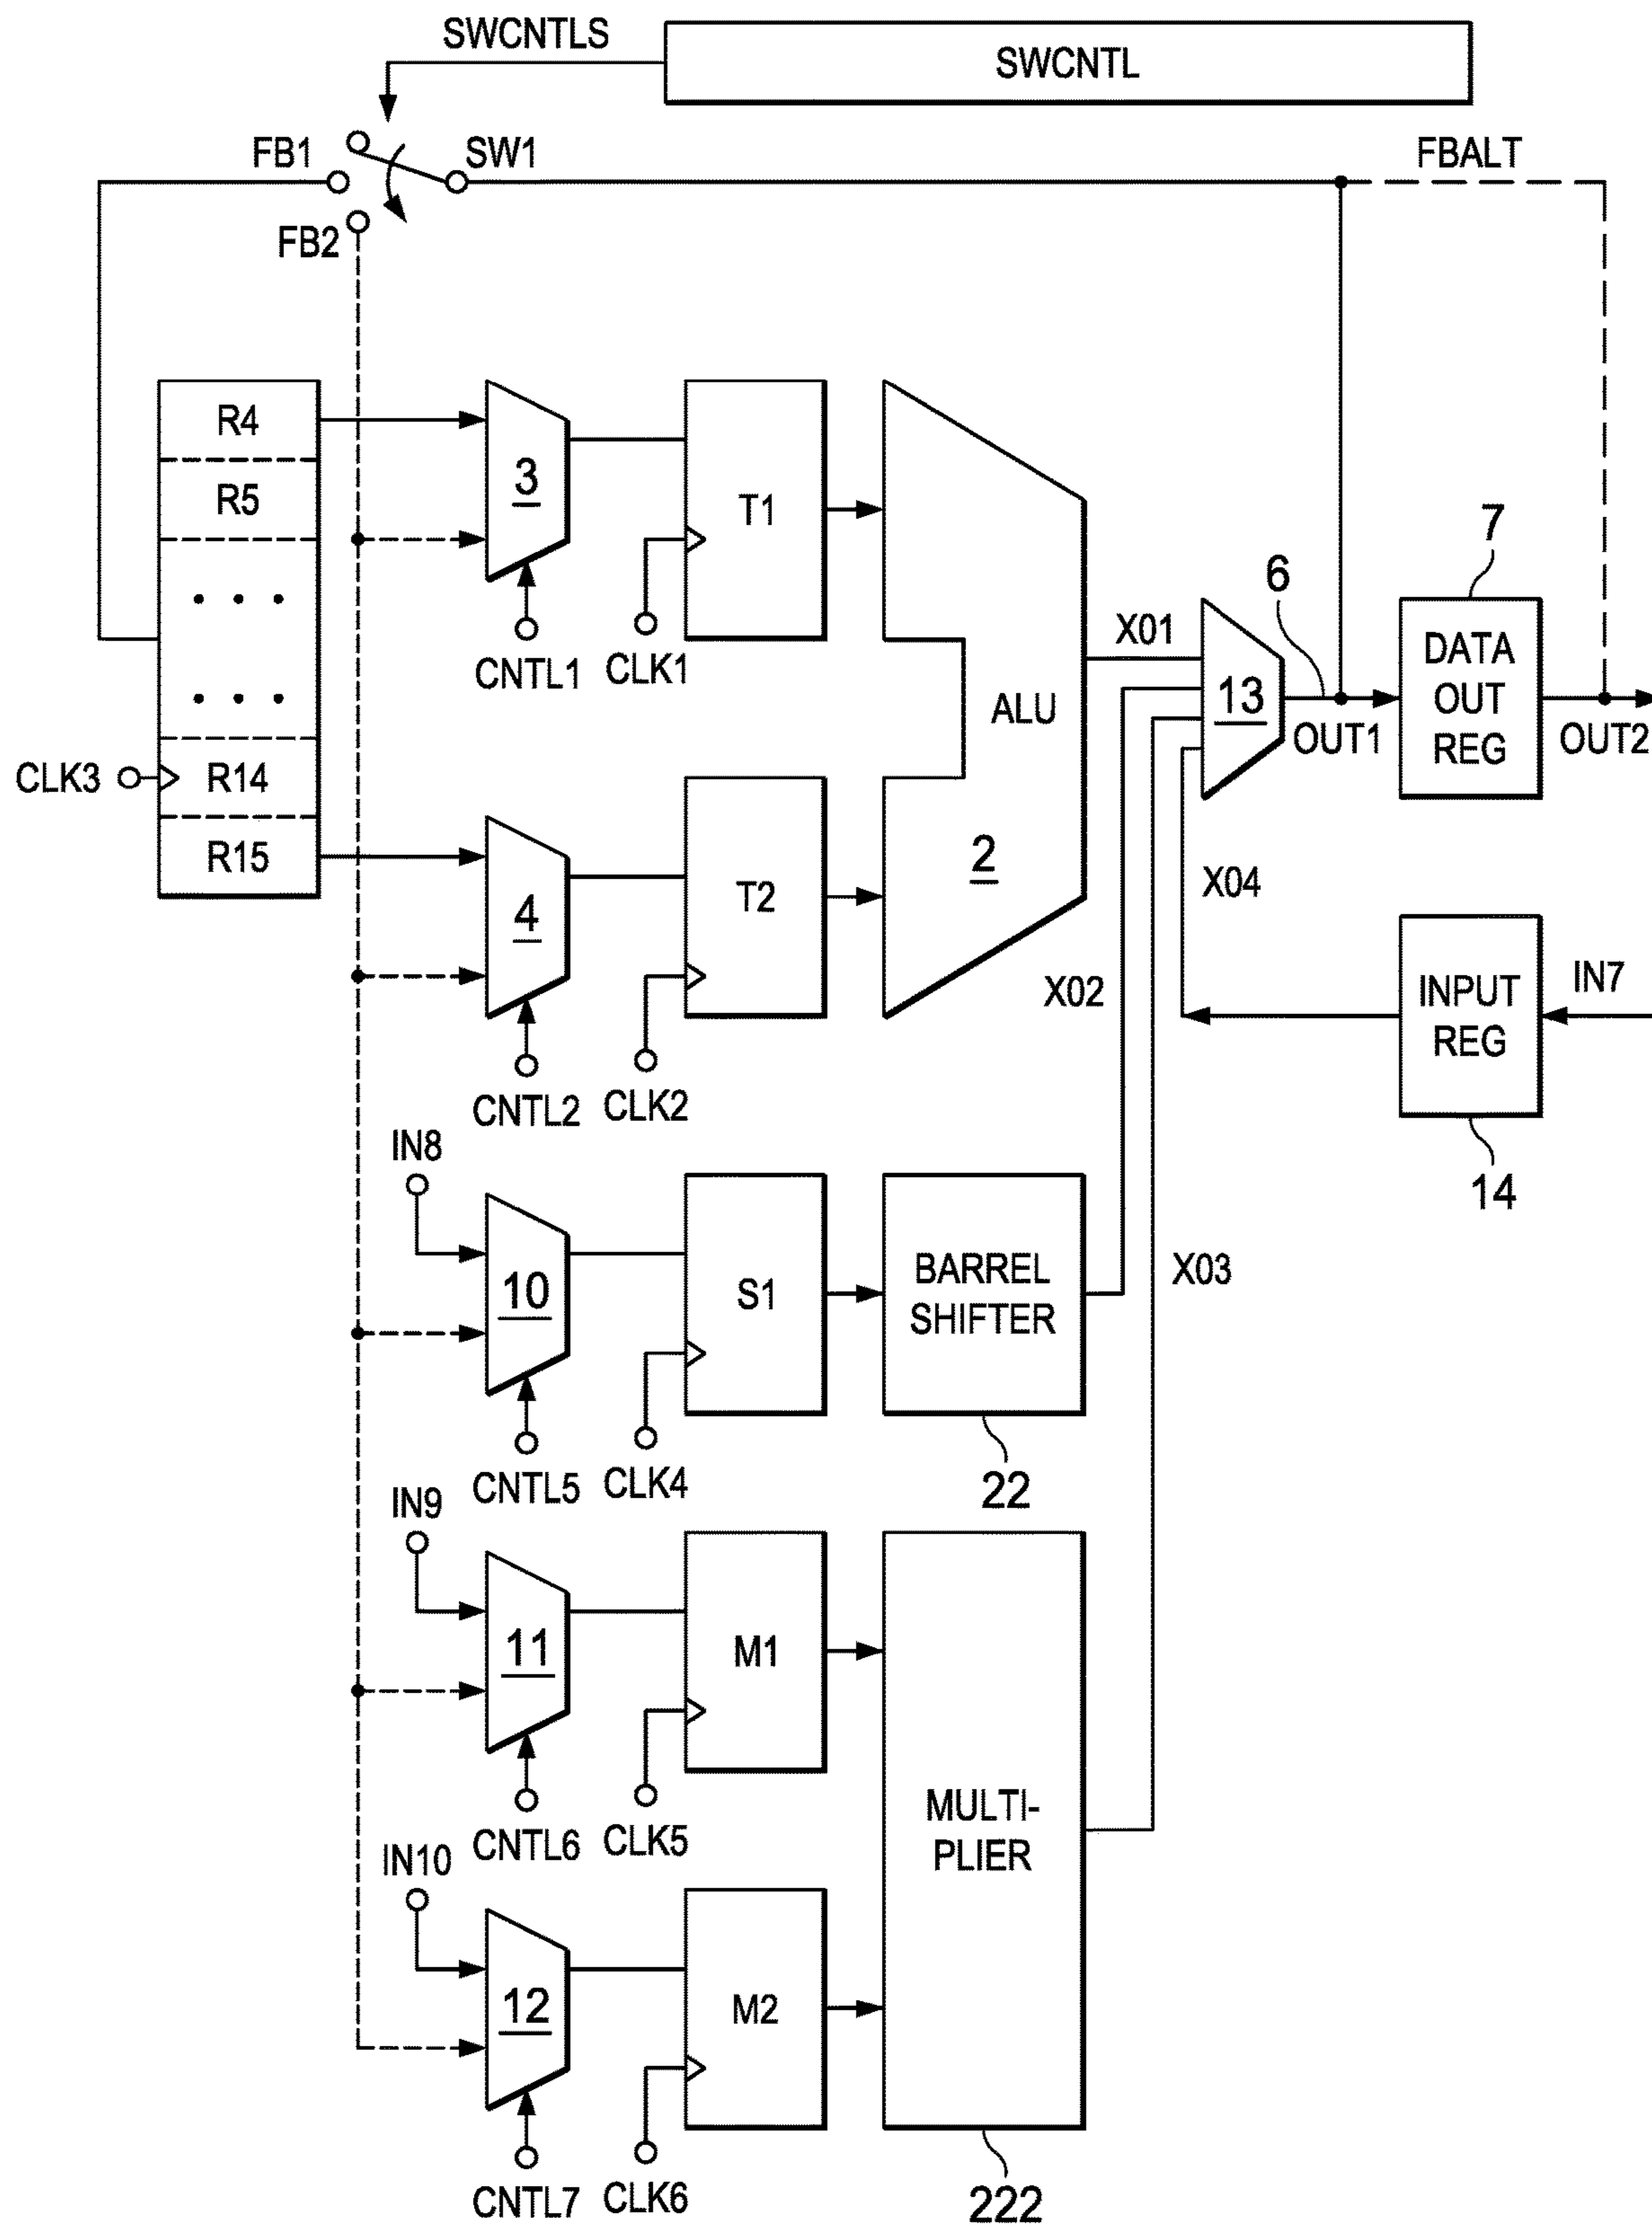 SWCNTLS
SWCNTL
FB1
SW1
FBALT
FB2
R4
R5
• • •
• • •
R14
R15
CLK3
3
T1
CNTL1
CLK1
ALU
2
X01
13
6
OUT1
7
DATA
OUT
REG
OUT2
4
T2
CNTL2
CLK2
X02
X04
INPUT
REG
IN7
14
IN8
10
S1
BARREL
SHIFTER
X03
CNTL5
CLK4
22
IN9
11
M1
CNTL6
CLK5
MULTI-
PLIER
IN10
12
M2
CNTL7
CLK6
222